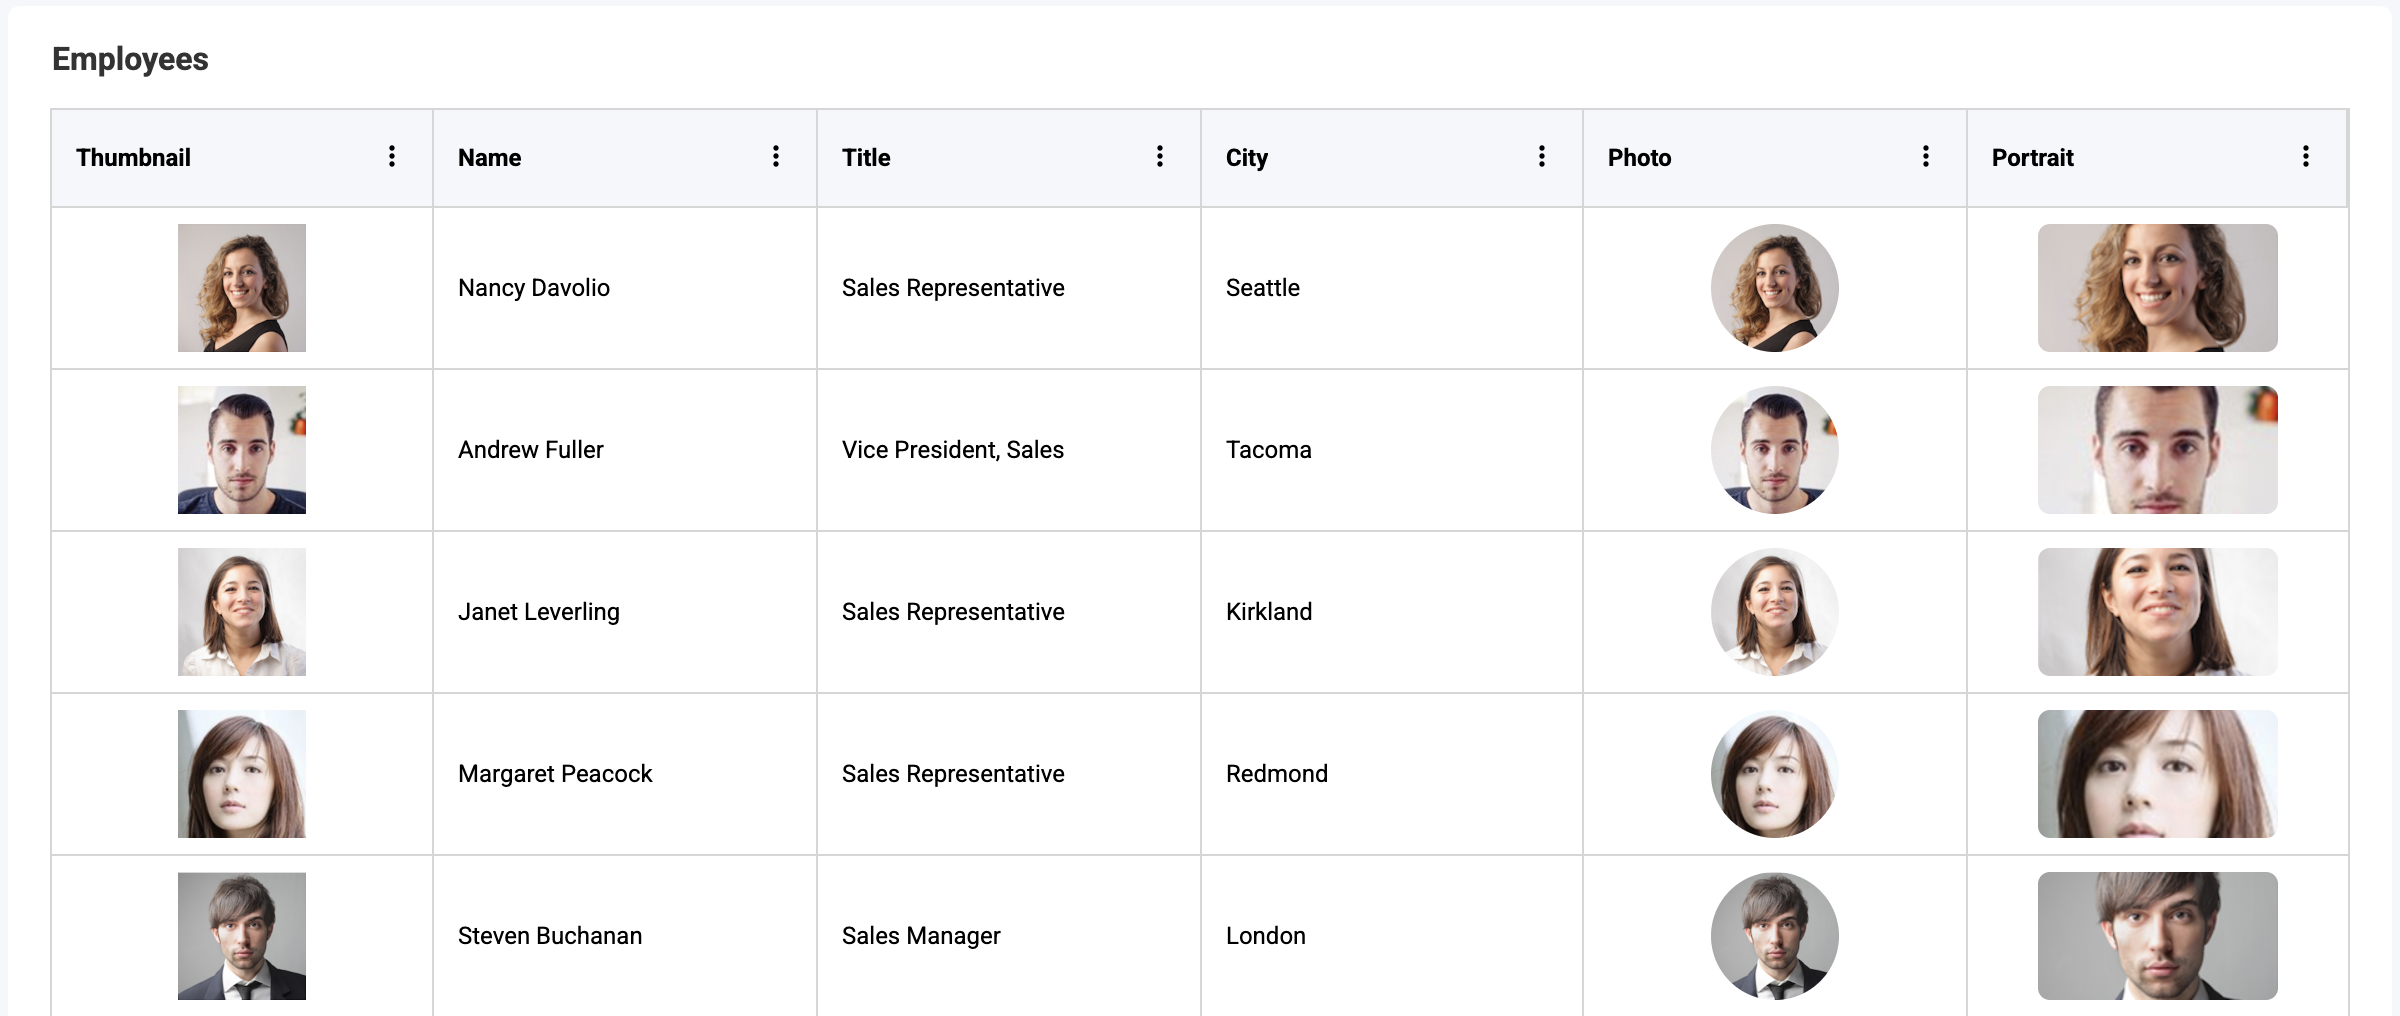 Employees
Thumbnail Name Title City Photo Portrait
Nancy Davolio Sales Representative Seattle
Andrew Fuller Vice President, Sales Tacoma
Janet Leverling Sales Representative Kirkland
Margaret Peacock Sales Representative Redmond
Steven Buchanan Sales Manager London